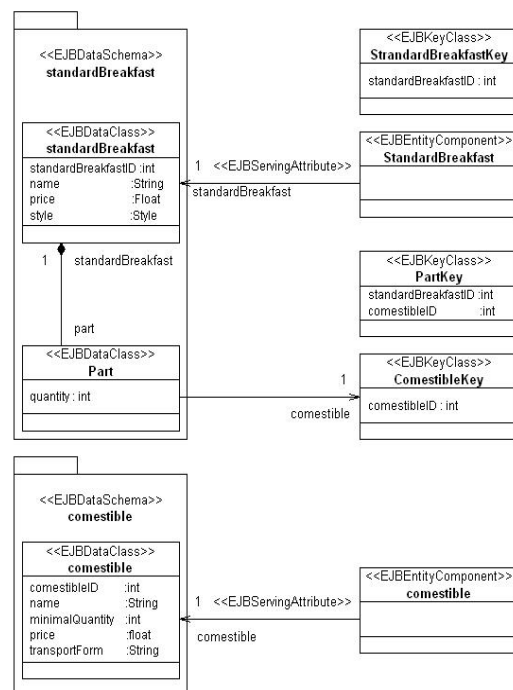 <<EJBDataSchema>>
standardBreakfast
<<EJBDataClass>>
standardBreakfast
standardBreakfastID :int
name :String
price :Float
style :Style
1 standardBreakfast
part
<<EJBDataClass>>
Part
quantity : int
1 <<EJBServingAttribute>>
standardBreakfast
<<EJBKeyClass>>
StrandardBreakfastKey
standardBreakfastID : int
<<EJBEntityComponent>>
StandardBreakfast
<<EJBKeyClass>>
PartKey
standardBreakfastID :int
comestibleID :int
1
comestible
<<EJBKeyClass>>
ComestibleKey
comestibleID : int
<<EJBDataSchema>>
comestible
<<EJBDataClass>>
comestible
comestibleID :int
name :String
minimalQuantity :int
price :float
transportForm :String
1 <<EJBServingAttribute>>
comestible
<<EJBEntityComponent>>
comestible